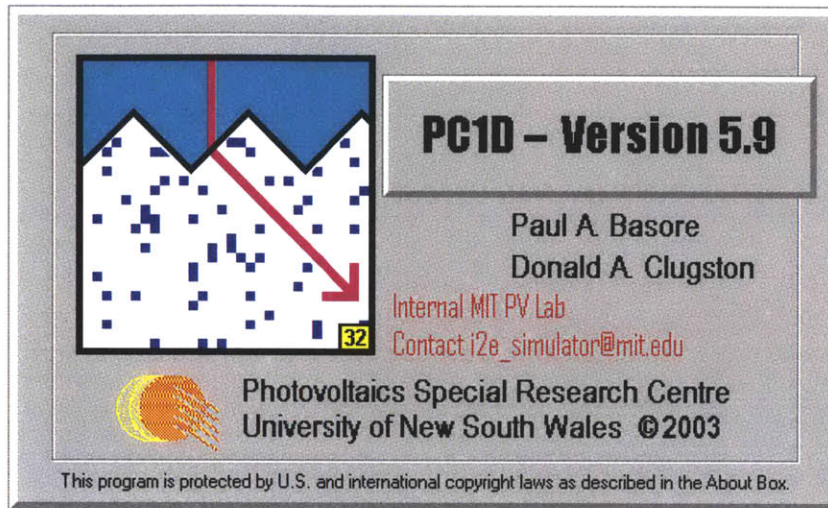 PC1D – Version 5.9
Paul A. Basore
Donald A. Clugston
Internal MIT PV Lab
Contact i2e_simulator@mit.edu
32
Photovoltaics Special Research Centre
University of New South Wales ©2003
This program is protected by U.S. and international copyright laws as described in the About Box.